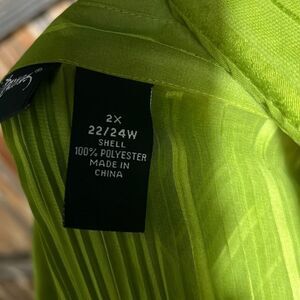 2X
22/24W
SHELL
100% POLYESTER
MADE IN
CHINA